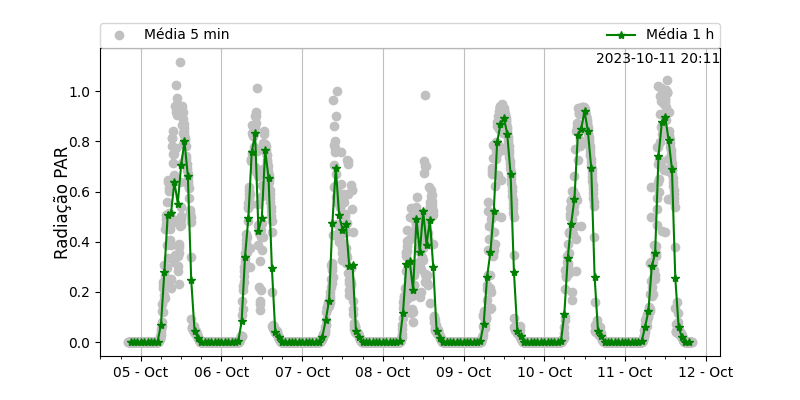 Média 5 min
Média 1 h
2023-10-11 20:11
Radiação PAR
1.0
0.8
0.6
0.4
0.2
0.0
05 - Oct
06 - Oct
07 - Oct
08 - Oct
09 - Oct
10 - Oct
11 - Oct
12 - Oct